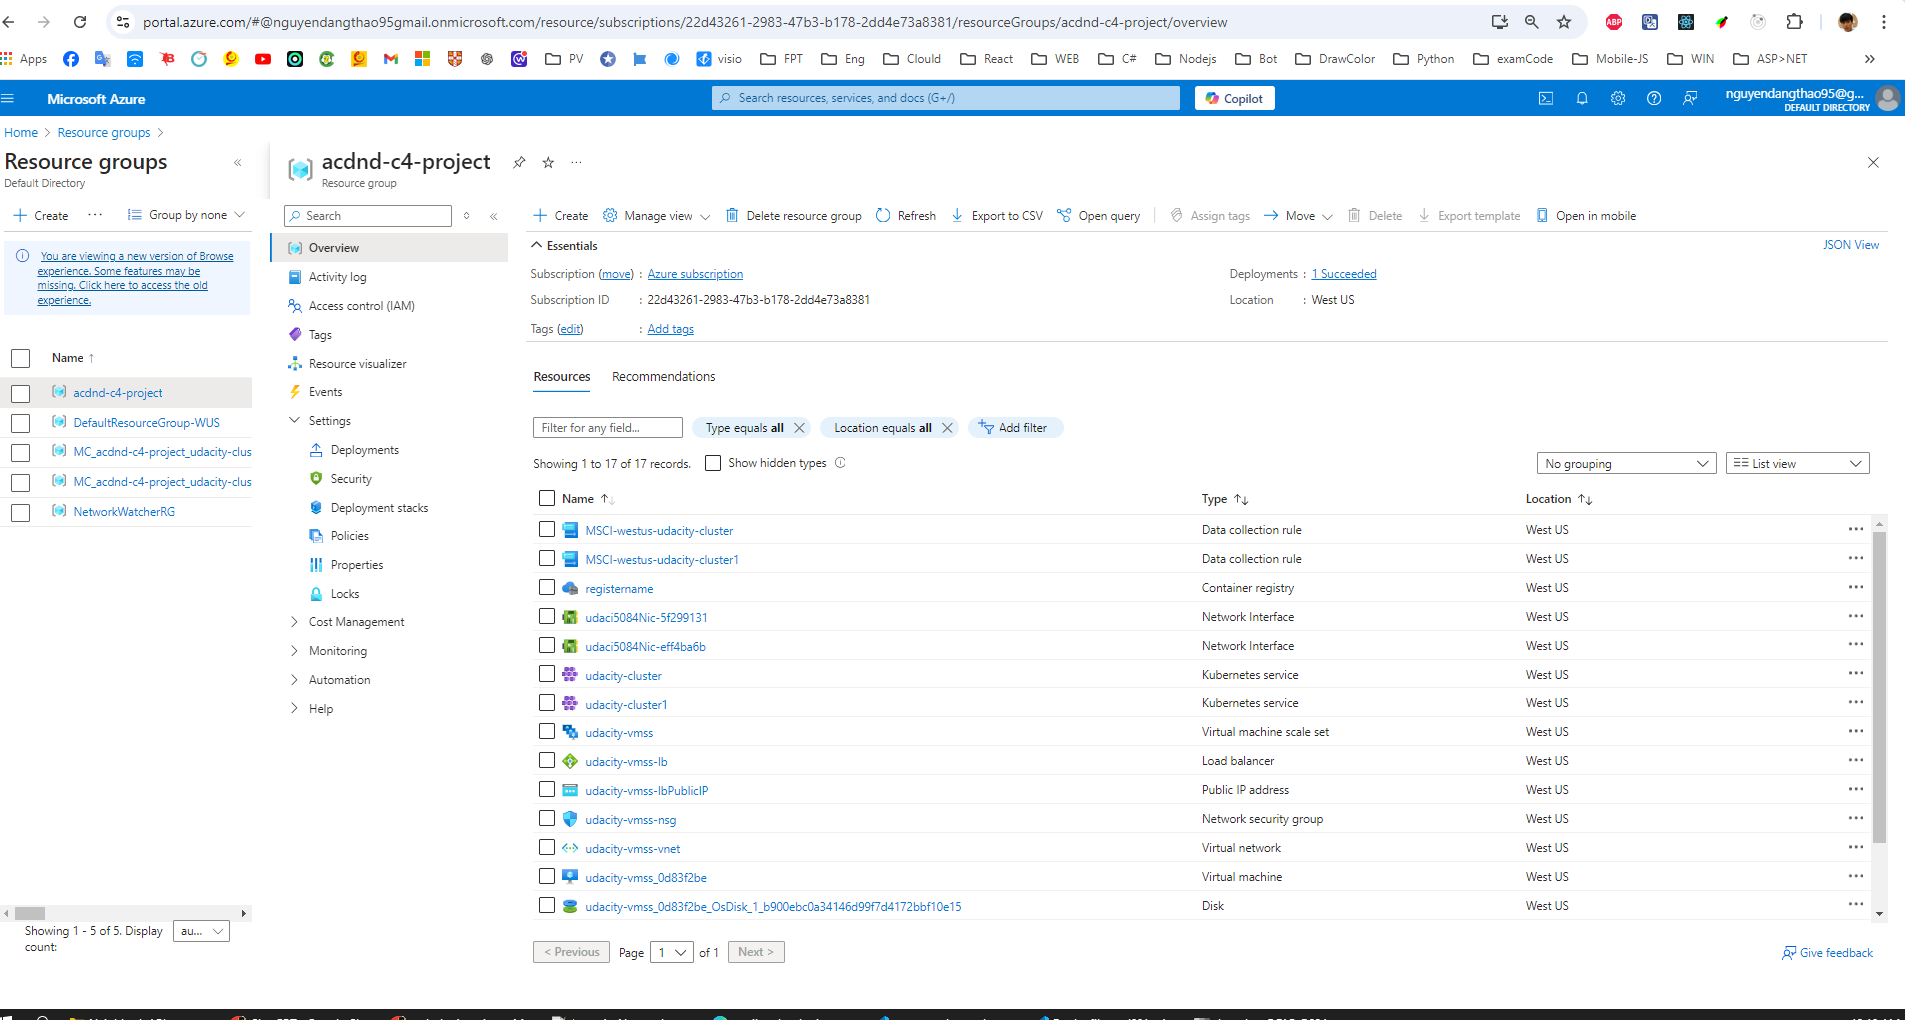 portal.azure.com/#@nguyendangthao95gmail.onmicrosoft.com/resource/subscriptions/22d43261-2983-47b3-b178-2dd4e73a8381/resourceGroups/acdnd-c4-project/overview
Apps PV visio FPT Eng Clould React WEB C# Nodejs Bot DrawColor Python examCode Mobile-JS WIN ASP>NET »
Microsoft Azure
Search resources, services, and docs (G+/)
Copilot
nguyendangthao95@g...
DEFAULT DIRECTORY
Home > Resource groups >
Resource groups «
Default Directory
acdnd-c4-project ...
Resource group
+ Create ... Group by none
You are viewing a new version of Browse
experience. Some features may be
missing. Click here to access the old
experience.
Name ↑
acdnd-c4-project
DefaultResourceGroup-WUS
MC_acdnd-c4-project_udacity-clus
MC_acdnd-c4-project_udacity-clus
NetworkWatcherRG
Showing 1 - 5 of 5. Display
count:
au...
Search «
Overview
Activity log
Access control (IAM)
Tags
Resource visualizer
Events
Settings
Deployments
Security
Deployment stacks
Policies
Properties
Locks
Cost Management
Monitoring
Automation
Help
+ Create Manage view Delete resource group Refresh Export to CSV Open query Assign tags Move Delete Export template Open in mobile
Essentials
JSON View
Subscription (move) : Azure subscription
Deployments : 1 Succeeded
Subscription ID : 22d43261-2983-47b3-b178-2dd4e73a8381
Location : West US
Tags (edit) : Add tags
Resources Recommendations
Filter for any field... Type equals all Location equals all Add filter
Showing 1 to 17 of 17 records. Show hidden types
No grouping List view
Name ↑↓ Type ↑↓ Location ↑↓
MSCI-westus-udacity-cluster Data collection rule West US ...
MSCI-westus-udacity-cluster1 Data collection rule West US ...
registername Container registry West US ...
udaci5084Nic-5f299131 Network Interface West US ...
udaci5084Nic-eff4ba6b Network Interface West US ...
udacity-cluster Kubernetes service West US ...
udacity-cluster1 Kubernetes service West US ...
udacity-vmss Virtual machine scale set West US ...
udacity-vmss-lb Load balancer West US ...
udacity-vmss-lbPublicIP Public IP address West US ...
udacity-vmss-nsg Network security group West US ...
udacity-vmss-vnet Virtual network West US ...
udacity-vmss_0d83f2be Virtual machine West US ...
udacity-vmss_0d83f2be_OsDisk_1_b900ebc0a34146d99f7d4172bbf10e15 Disk West US ...
< Previous Page 1 of 1 Next >
Give feedback